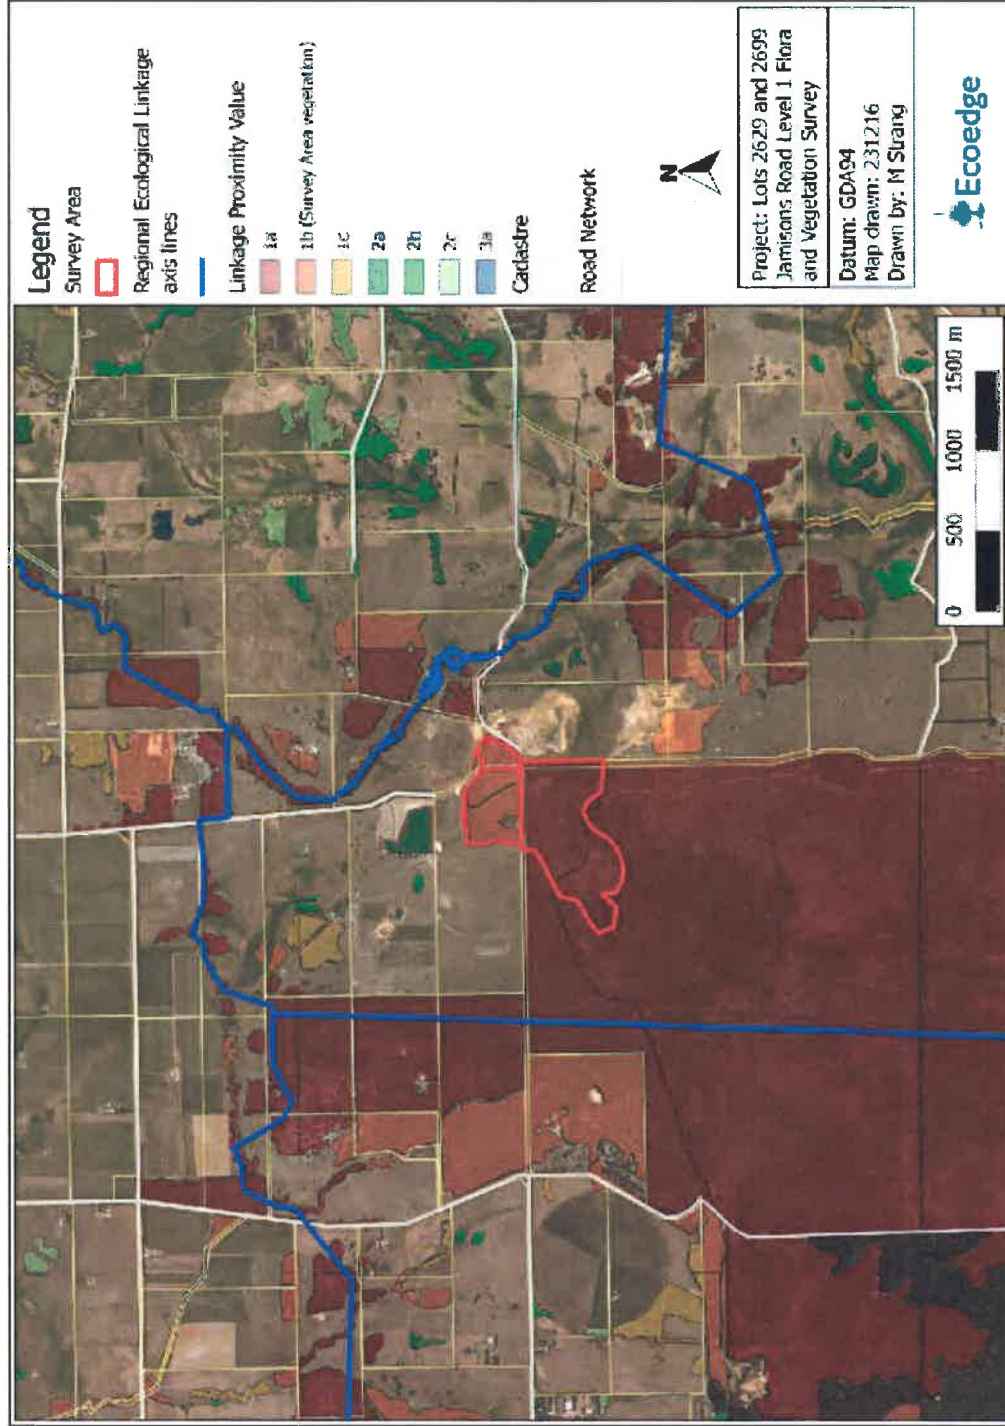 Legend
Survey Area
Regional Ecological Linkage
axis lines
Linkage Proximity Value
1a
1b (Survey Area vegetation)
1c
2a
2b
2c
3a
Cadastre
Road Network
N
Project: Lots 2629 and 2699
Jamisons Road Level 1 Flora
and Vegetation Survey
Datum: GDA94
Map drawn: 231216
Drawn by: M Strang
Ecoedge
0 500 1000 1500 m